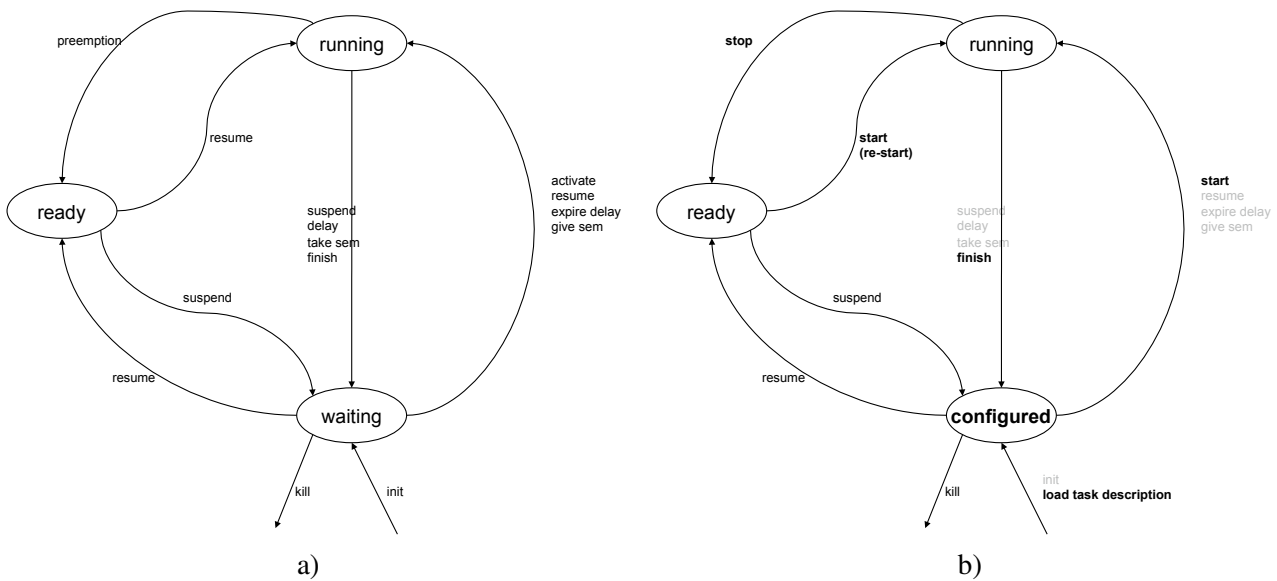 preemption
running
resume
ready
activate
resume
expire delay
give sem
suspend
delay
take sem
finish
suspend
resume
waiting
kill
init
a)
stop
running
start
(re-start)
ready
start
resume
expire delay
give sem
suspend
delay
take sem
finish
suspend
resume
configured
kill
init
load task description
b)